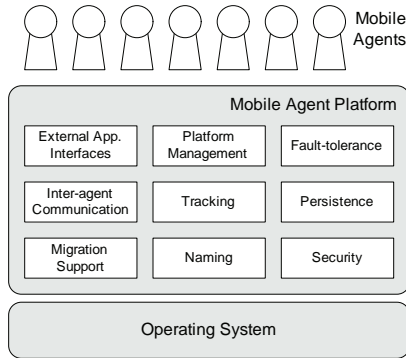 Mobile
Agents
Mobile Agent Platform
External App.
Interfaces
Platform
Management
Fault-tolerance
Inter-agent
Communication
Tracking
Persistence
Migration
Support
Naming
Security
Operating System